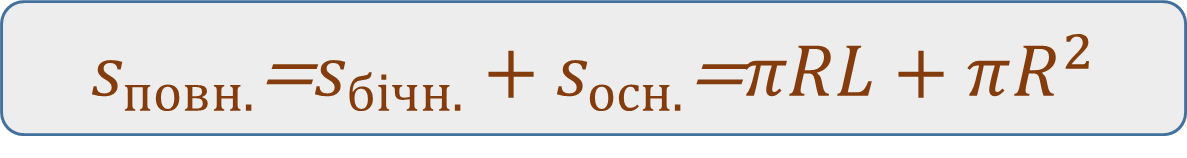 sповн.=sбічн. + sосн.=πRL + πR²